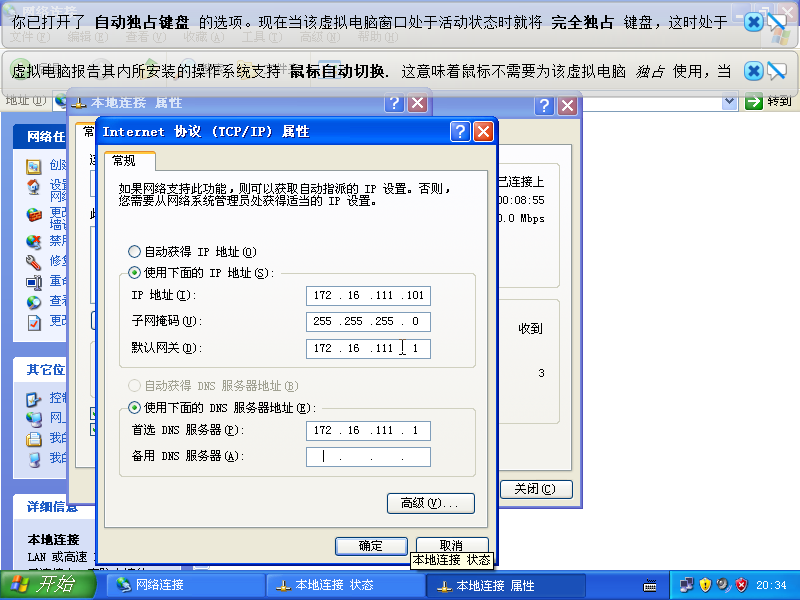 你已打开了 自动独占键盘 的选项。现在当该虚拟电脑窗口处于活动状态时就将 完全独占 键盘，这时处于
虚拟电脑报告其内所安装的操作系统支持 鼠标自动切换. 这意味着鼠标不需要为该虚拟电脑 独占 使用，当
转到
本地连接 属性
Internet 协议 (TCP/IP) 属性
常规
如果网络支持此功能，则可以获取自动指派的 IP 设置。否则，
您需要从网络系统管理员处获得适当的 IP 设置。
自动获得 IP 地址(O)
使用下面的 IP 地址(S):
IP 地址(I): 172 . 16 .111 .101
子网掩码(U): 255 .255 .255 . 0
默认网关(D): 172 . 16 .111 . 1
自动获得 DNS 服务器地址(B)
使用下面的 DNS 服务器地址(E):
首选 DNS 服务器(P): 172 . 16 .111 . 1
备用 DNS 服务器(A): . . .
高级(V)...
确定
取消
本地连接 状态
已连接上
00:08:55
0.0 Mbps
收到
3
关闭(C)
网络任
创建
设置
网络
更改
禁用
修复
重命
查看
更改
其它位
控制
网上
我的
我的
详细信息
本地连接
LAN 或高速
开始
网络连接
本地连接 状态
本地连接 属性
20:34